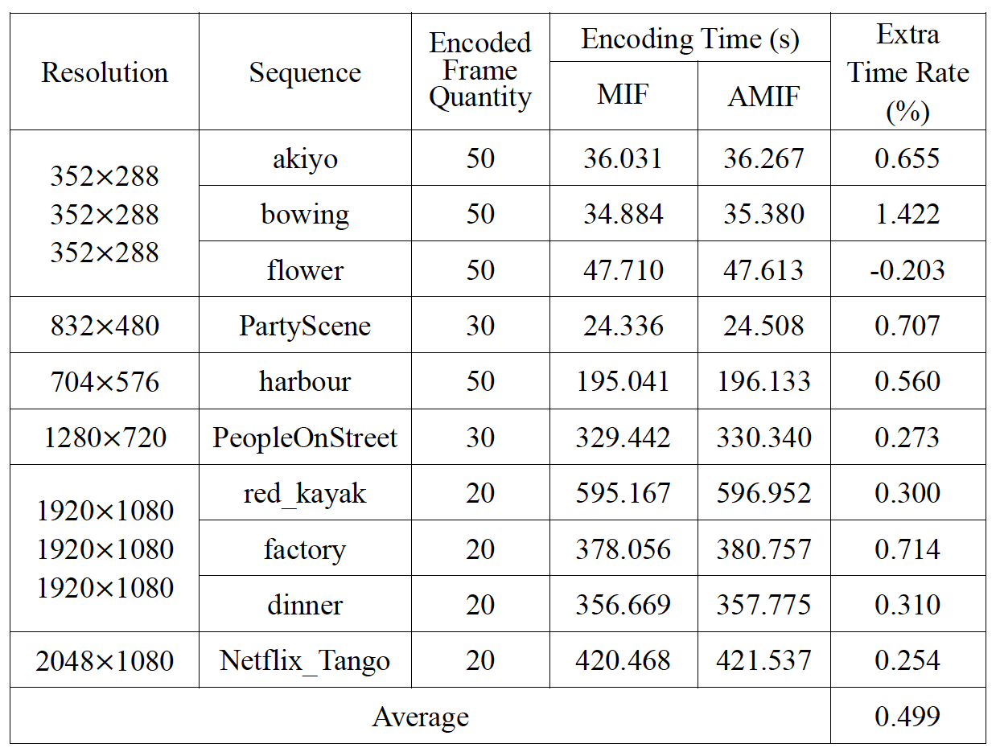 Resolution Sequence Encoded Frame Quantity Encoding Time (s) Extra Time Rate (%)
MIF AMIF
352×288 akiyo 50 36.031 36.267 0.655
352×288 bowing 50 34.884 35.380 1.422
352×288 flower 50 47.710 47.613 -0.203
832×480 PartyScene 30 24.336 24.508 0.707
704×576 harbour 50 195.041 196.133 0.560
1280×720 PeopleOnStreet 30 329.442 330.340 0.273
1920×1080 red_kayak 20 595.167 596.952 0.300
1920×1080 factory 20 378.056 380.757 0.714
1920×1080 dinner 20 356.669 357.775 0.310
2048×1080 Netflix_Tango 20 420.468 421.537 0.254
Average 0.499